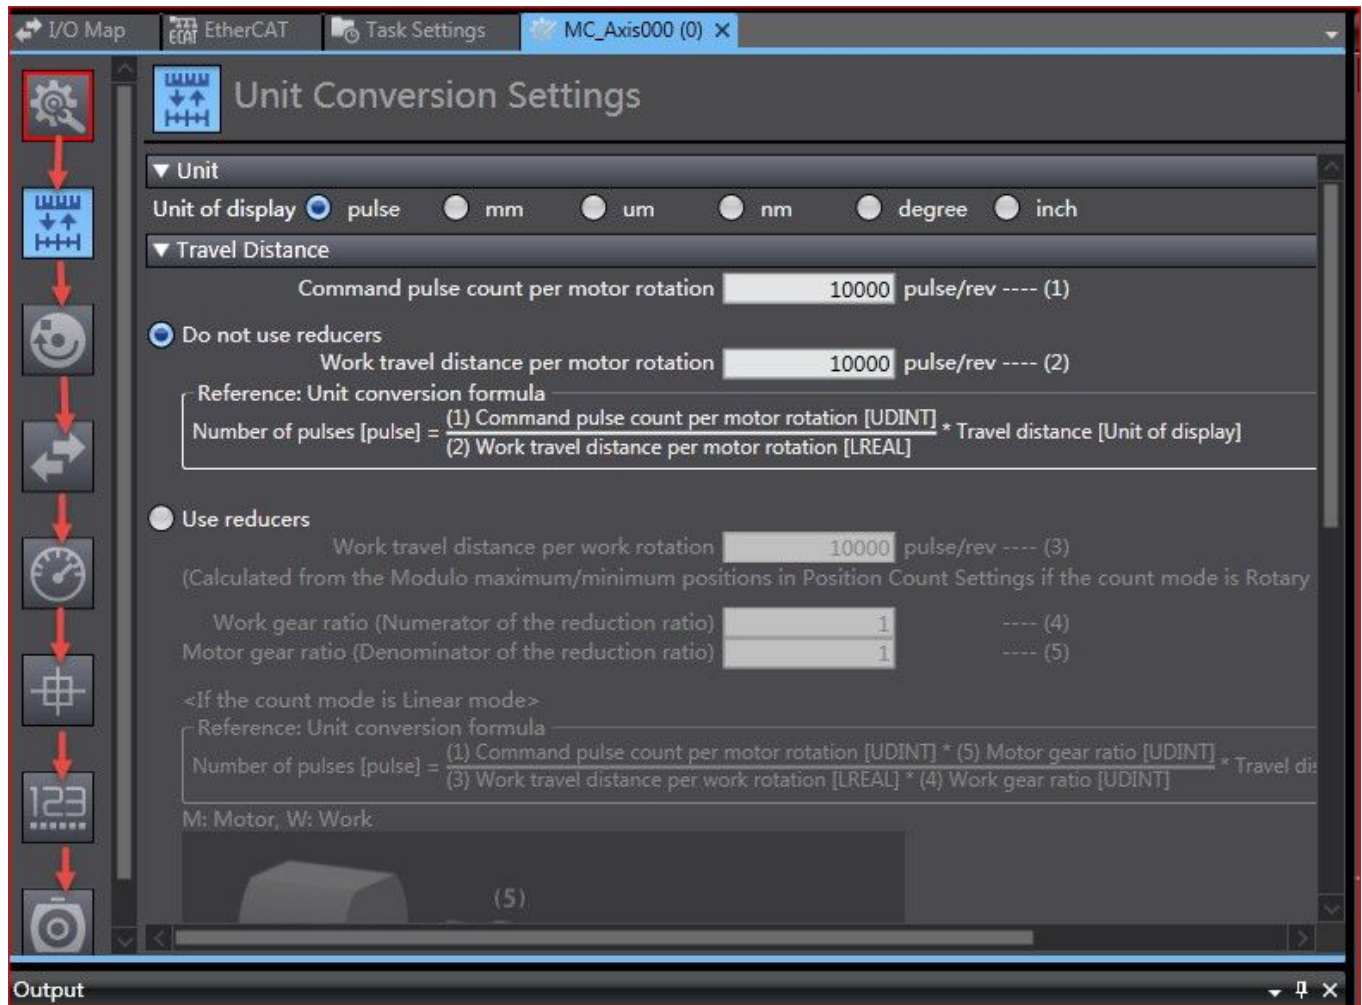 I/O Map EtherCAT Task Settings MC_Axis000 (0)
ECAT
Unit Conversion Settings
Unit
Unit of display pulse mm um nm degree inch
Travel Distance
Command pulse count per motor rotation 10000 pulse/rev ---- (1)
Do not use reducers
Work travel distance per motor rotation 10000 pulse/rev ---- (2)
Reference: Unit conversion formula
(1) Command pulse count per motor rotation [UDINT]
Number of pulses [pulse] = * Travel distance [Unit of display]
(2) Work travel distance per motor rotation [LREAL]
Use reducers
Work travel distance per work rotation 10000 pulse/rev ---- (3)
(Calculated from the Modulo maximum/minimum positions in Position Count Settings if the count mode is Rotary
Work gear ratio (Numerator of the reduction ratio) 1 ---- (4)
Motor gear ratio (Denominator of the reduction ratio) 1 ---- (5)
<If the count mode is Linear mode>
Reference: Unit conversion formula
(1) Command pulse count per motor rotation [UDINT] * (5) Motor gear ratio [UDINT]
Number of pulses [pulse] = * Travel dis
(3) Work travel distance per work rotation [LREAL] * (4) Work gear ratio [UDINT]
123
M: Motor, W: Work
(5)
Output